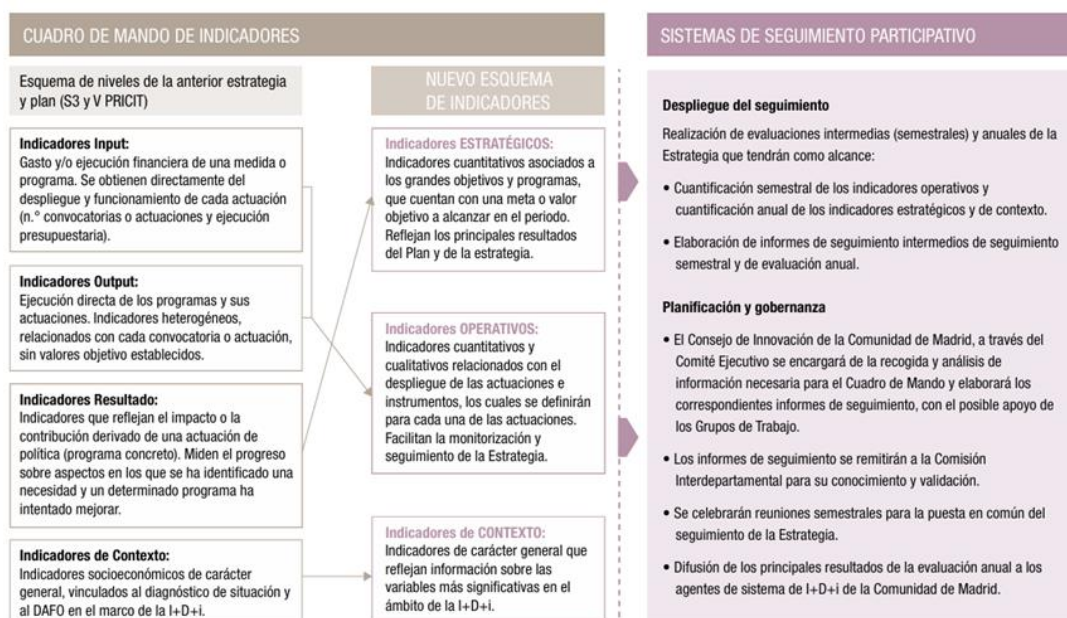 CUADRO DE MANDO DE INDICADORES
Esquema de niveles de la anterior estrategia
y plan (S3 y V PRICIT)
NUEVO ESQUEMA
DE INDICADORES
Indicadores Input:
Gasto y/o ejecución financiera de una medida o
programa. Se obtienen directamente del
despliegue y funcionamiento de cada actuación
(n.° convocatorias o actuaciones y ejecución
presupuestaria).
Indicadores Output:
Ejecución directa de los programas y sus
actuaciones. Indicadores heterogéneos,
relacionados con cada convocatoria o actuación,
sin valores objetivo establecidos.
Indicadores Resultado:
Indicadores que reflejan el impacto o la
contribución derivado de una actuación de
política (programa concreto). Miden el progreso
sobre aspectos en los que se ha identificado una
necesidad y un determinado programa ha
intentado mejorar.
Indicadores de Contexto:
Indicadores socioeconómicos de carácter
general, vinculados al diagnóstico de situación y
al DAFO en el marco de la I+D+i.
Indicadores ESTRATÉGICOS:
Indicadores cuantitativos asociados a
los grandes objetivos y programas,
que cuentan con una meta o valor
objetivo a alcanzar en el periodo.
Reflejan los principales resultados
del Plan y de la estrategia.
Indicadores OPERATIVOS:
Indicadores cuantitativos y
cualitativos relacionados con el
despliegue de las actuaciones e
instrumentos, los cuales se definirán
para cada una de las actuaciones.
Facilitan la monitorización y
seguimiento de la Estrategia.
Indicadores de CONTEXTO:
Indicadores de carácter general que
reflejan información sobre las
variables más significativas en el
ámbito de la I+D+i.
SISTEMAS DE SEGUIMIENTO PARTICIPATIVO
Despliegue del seguimiento
Realización de evaluaciones intermedias (semestrales) y anuales de la
Estrategia que tendrán como alcance:
• Cuantificación semestral de los indicadores operativos y
cuantificación anual de los indicadores estratégicos y de contexto.
• Elaboración de informes de seguimiento intermedios de seguimiento
semestral y de evaluación anual.
Planificación y gobernanza
• El Consejo de Innovación de la Comunidad de Madrid, a través del
Comité Ejecutivo se encargará de la recogida y análisis de
información necesaria para el Cuadro de Mando y elaborará los
correspondientes informes de seguimiento, con el posible apoyo de
los Grupos de Trabajo.
• Los informes de seguimiento se remitirán a la Comisión
Interdepartamental para su conocimiento y validación.
• Se celebrarán reuniones semestrales para la puesta en común del
seguimiento de la Estrategia.
• Difusión de los principales resultados de la evaluación anual a los
agentes de sistema de I+D+i de la Comunidad de Madrid.